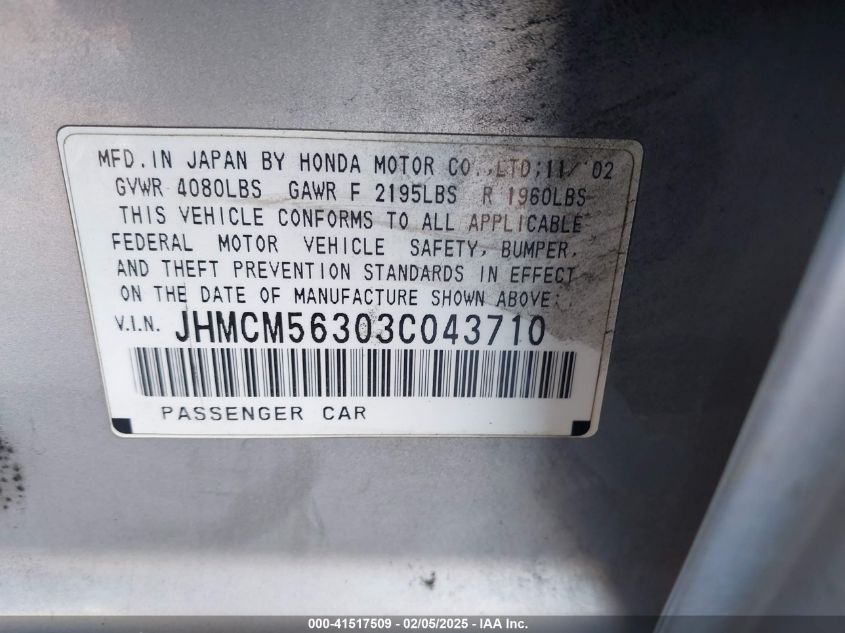 MFD. IN JAPAN BY HONDA MOTOR CO.,LTD; 11/'02
GVWR 4080LBS GAWR F 2195LBS R 1960LBS
THIS VEHICLE CONFORMS TO ALL APPLICABLE
FEDERAL MOTOR VEHICLE SAFETY, BUMPER,
AND THEFT PREVENTION STANDARDS IN EFFECT
ON THE DATE OF MANUFACTURE SHOWN ABOVE:
V.I.N. JHMCM56303C043710
PASSENGER CAR
000-41517509 - 02/05/2025 - IAA Inc.